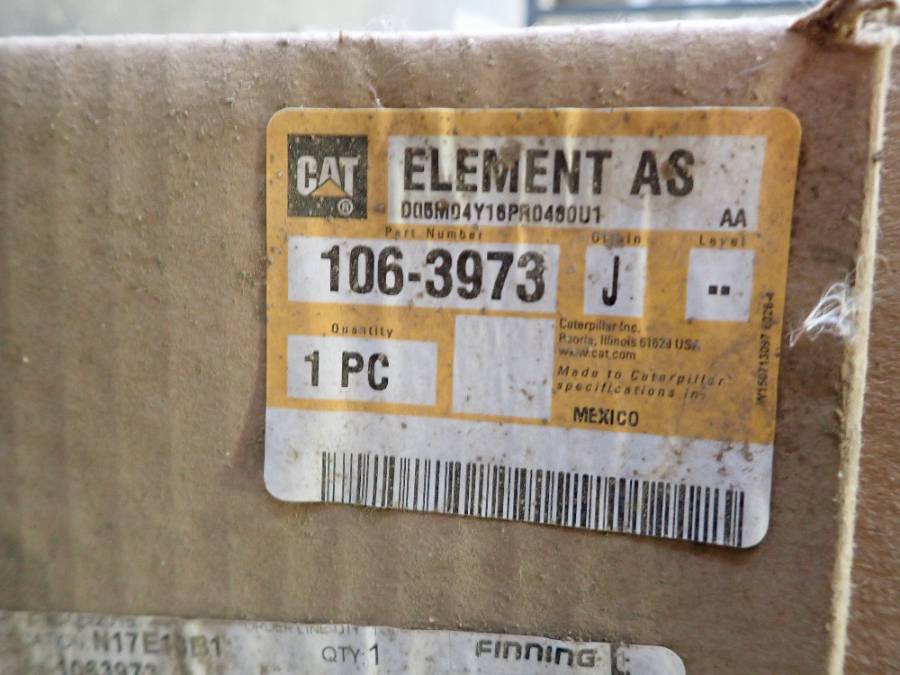 CAT
®
ELEMENT AS
AA
Part Number
Origin
Level
106-3973
J
--
Quantity
1 PC
Caterpillar Inc.
Peoria, Illinois 61629 USA
www.cat.com
Made to Caterpillar
specifications in:
MEXICO
QTY: 1
FINNING
1063973